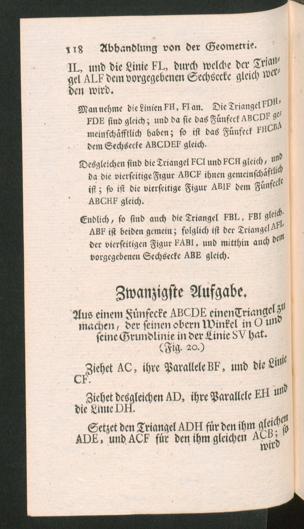 118 Abhandlung von der Geometrie.
IL, und die Linie FL, durch welche der Trian-
gel ALF dem vorgegebenen Sechsecke gleich wer-
den wird.
Man nehme die Linien FH, FI an. Die Triangel FDH,
FDE sind gleich; und da sie das Fünfeck ABCDF ge-
meinschäfftlich haben; so ist das Fünfeck FHCBA
dem Sechsecke ABCDEF gleich.
Desgleichen sind die Triangel FCI und FCH gleich, und
da die vierseitige Figur ABCF ihnen gemeinschäftlich
ist; so ist die vierseitige Figur ABIF dem Fünfecke
ABCHF gleich.
Endlich, so sind auch die Triangel FBL, FBI gleich.
ABF ist beiden gemein; folglich ist der Triangel AFL
der vierseitigen Figur FABI, und mitthin auch dem
vorgegebenen Sechsecke ABE gleich.
Zwanzigste Aufgabe.
Aus einem Fünfecke ABCDE einen Triangel zu
machen, der seinen obern Winkel in O und
seine Grundlinie in der Linie SV hat.
(Fig. 20.)
Ziehet AC, ihre Parallele BF, und die Linie
CF.
Ziehet desgleichen AD, ihre Parallele EH und
die Linie DH.
Setzet den Triangel ADH für den ihm gleichen
ADE, und ACF für den ihm gleichen ACB; so
wird